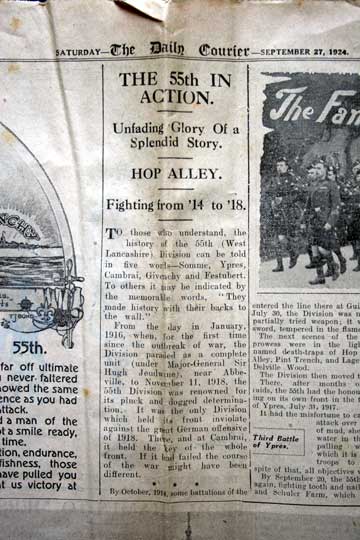 SATURDAY—The Daily Courier—SEPTEMBER 27, 1924.
THE 55th IN
ACTION.
Unfading Glory Of a
Splendid Story.
HOP ALLEY.
Fighting from '14 to '18.
TO those who understand, the
history of the 55th (West
Lancashire) Division can be told
in five words—Somme, Ypres,
Cambrai, Givenchy and Festubert.
To others it may be indicated by
the memorable words, "They
made history with their backs to
the wall."
From the day in January,
1916, when, for the first time
since the outbreak of war, the
Division paraded as a complete
unit (under Major-General Sir
Hugh Jeudwine), near Abbe-
ville, to November 11, 1918, the
55th Division was renowned for
its pluck and dogged determina-
tion. It was the only Division
which held its front inviolate
against the great German offensive
of 1918. There, and at Cambrai,
it held the key of the whole
front. If it had failed the course
of the war might have been
different.
By October, 1914, some battalions of the
55th.
far off ultimate
never faltered
howed the same
ence as you had
attack.
d a man of the
ot a smile ready,
time.
tion, endurance,
fishness, those
have pulled you
at us victory at
The Fam
entered the line there at Gui
July 30, the Division was n
partially tried weapon; it
sword, tempered in the flame
The next scenes of the
prowess were in the lig
named death-traps of Hop
Alley, Pint Trench, and Lage
Delville Wood.
The Division then moved t
There, after months
raids, the 55th had the honou
ing on its own front in the
of Ypres, July 31, 1917.
It had the misfortune to
Third Battle
of Ypres.
attack over
of mud, she
water in
pulling w
which it is
troops to
spite of that, all objectives
By September 20, the 55th
again, fighting tooth and nail
and Schuler Farm, which